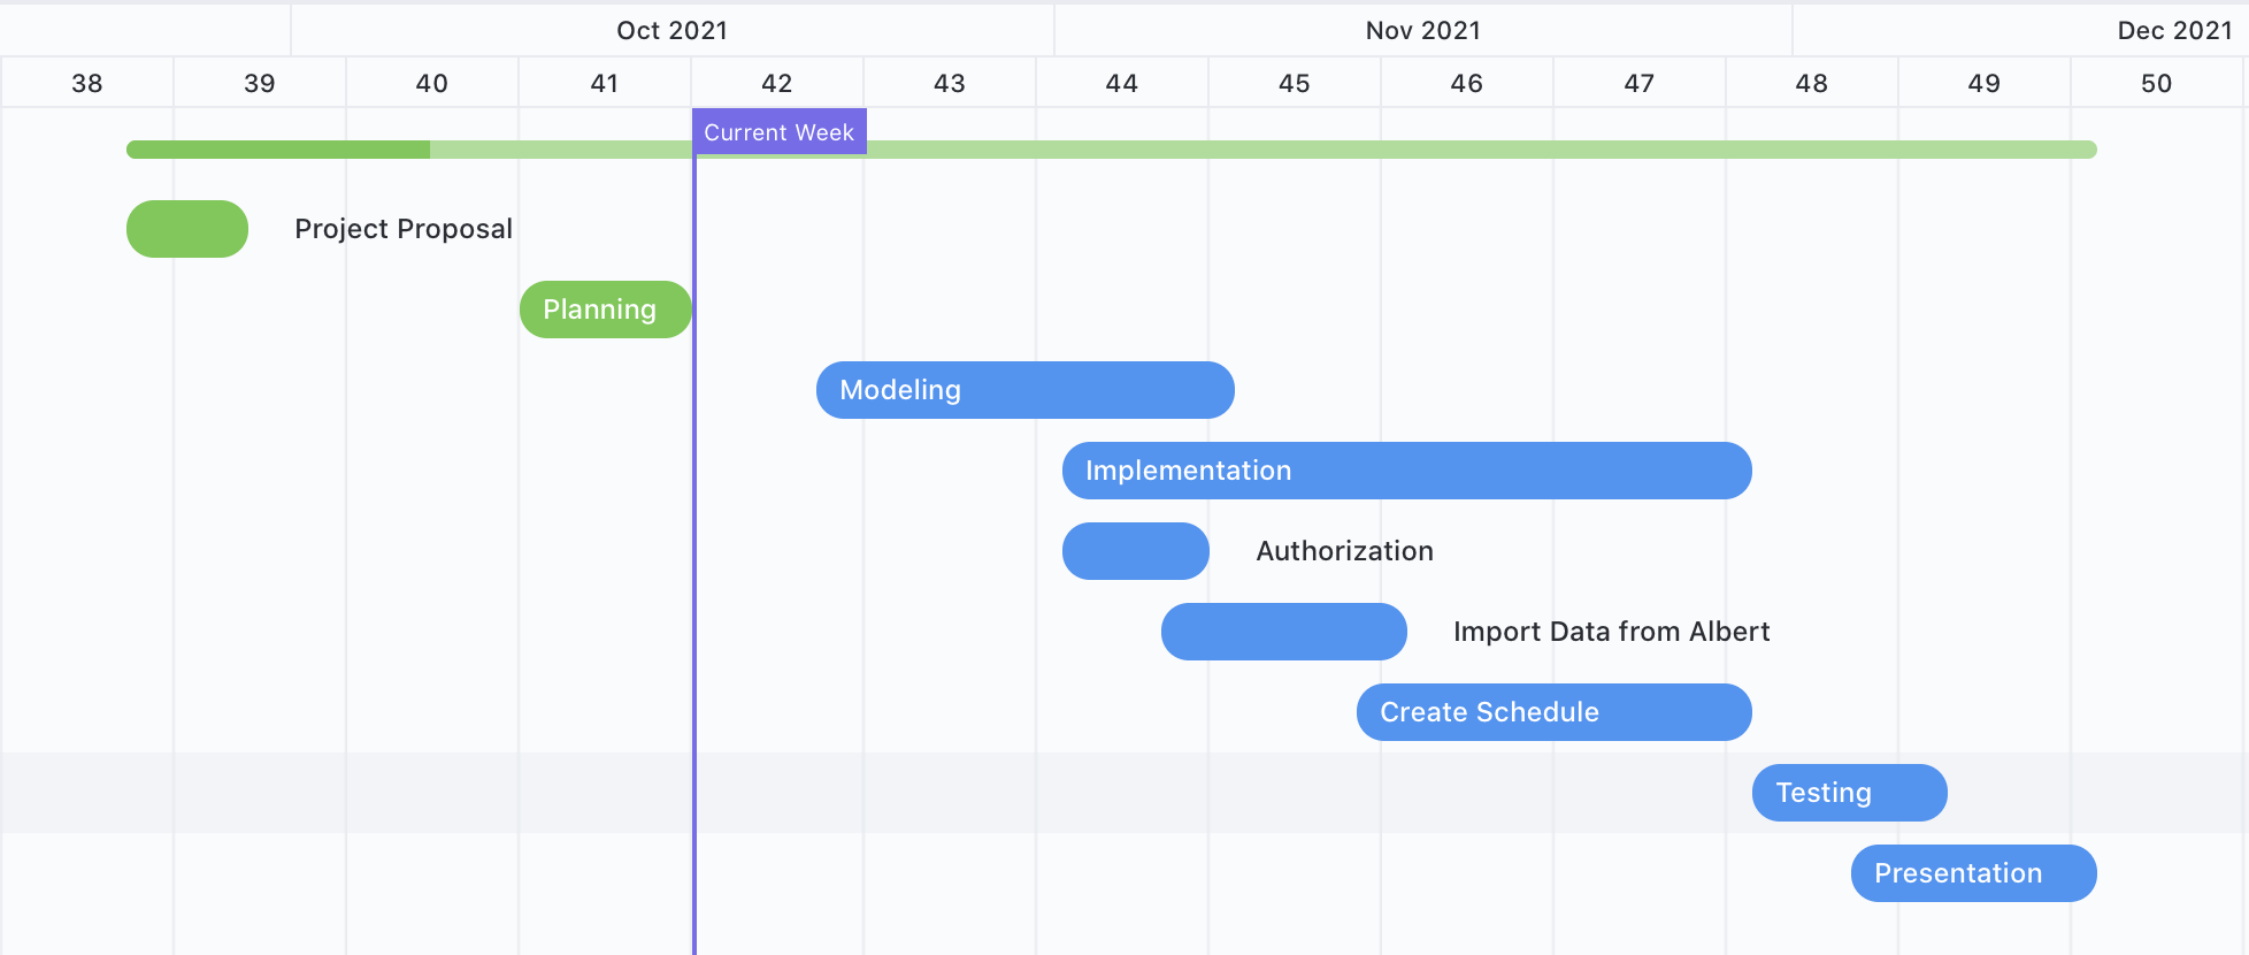 Oct 2021 Nov 2021 Dec 2021
38 39 40 41 42 43 44 45 46 47 48 49 50
Current Week
Project Proposal
Planning
Modeling
Implementation
Authorization
Import Data from Albert
Create Schedule
Testing
Presentation